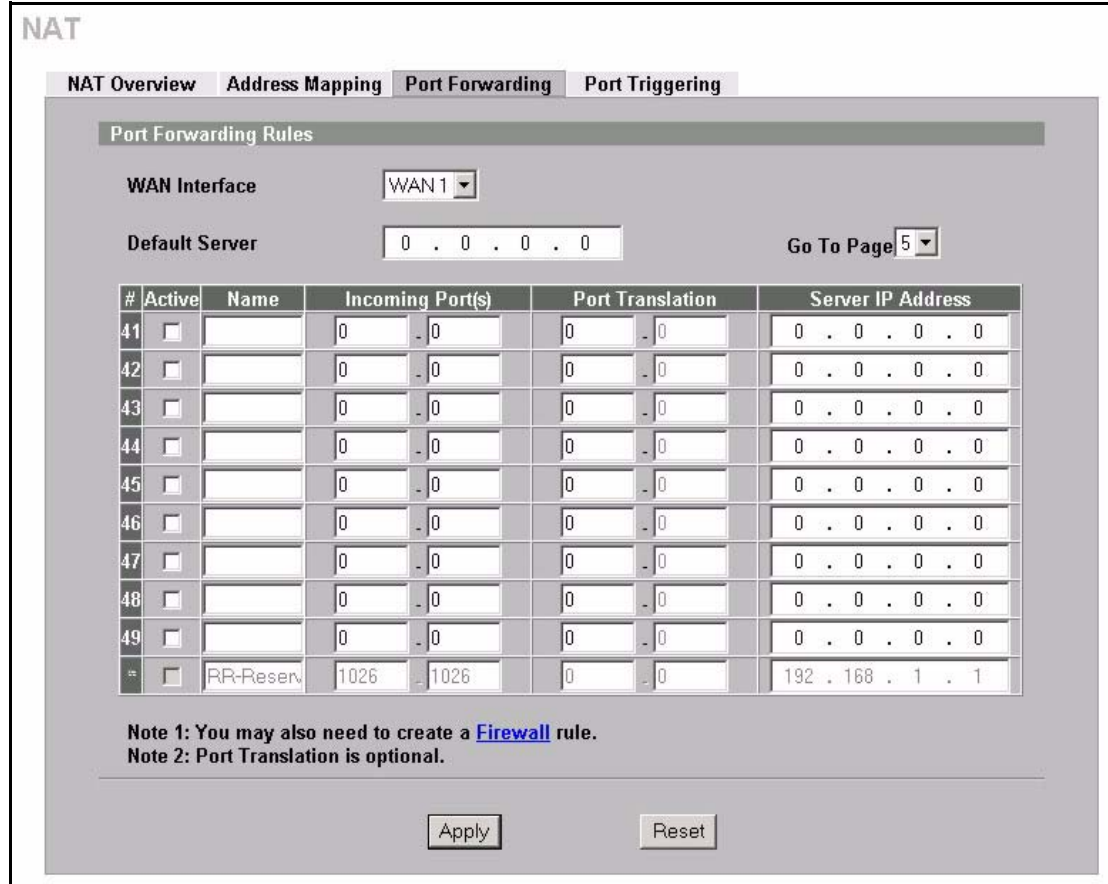 NAT
NAT Overview Address Mapping Port Forwarding Port Triggering
Port Forwarding Rules
WAN Interface WAN 1
Default Server 0 . 0 . 0 . 0 Go To Page 5
# Active Name Incoming Port(s) Port Translation Server IP Address
41 0 - 0 0 - 0 0 . 0 . 0 . 0
42 0 - 0 0 - 0 0 . 0 . 0 . 0
43 0 - 0 0 - 0 0 . 0 . 0 . 0
44 0 - 0 0 - 0 0 . 0 . 0 . 0
45 0 - 0 0 - 0 0 . 0 . 0 . 0
46 0 - 0 0 - 0 0 . 0 . 0 . 0
47 0 - 0 0 - 0 0 . 0 . 0 . 0
48 0 - 0 0 - 0 0 . 0 . 0 . 0
49 0 - 0 0 - 0 0 . 0 . 0 . 0
* RR-Reserv 1026 - 1026 0 - 0 192 . 168 . 1 . 1
Note 1: You may also need to create a Firewall rule.
Note 2: Port Translation is optional.
Apply Reset